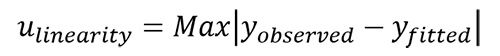 u_linearity = Max|y_observed − y_fitted|